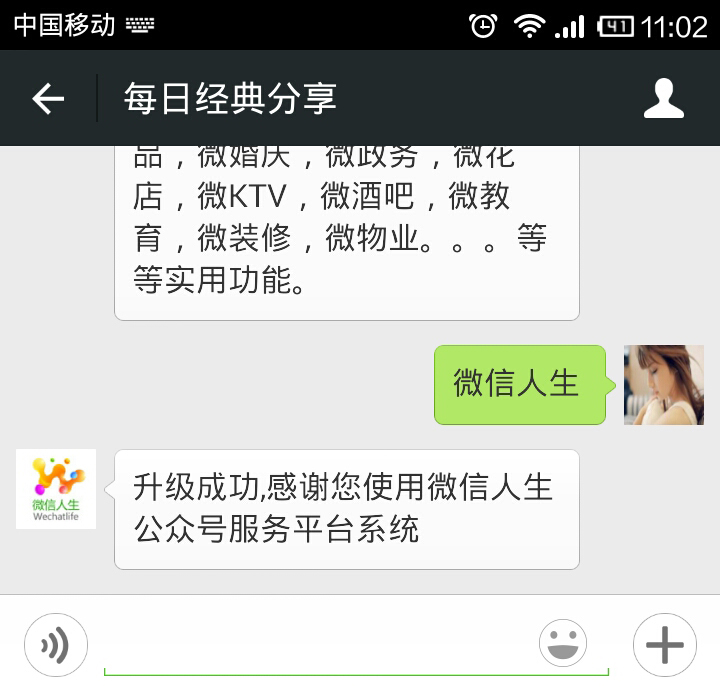 中国移动
41 11:02
每日经典分享
品，微婚庆，微政务，微花
店，微KTV，微酒吧，微教
育，微装修，微物业。。。等
等实用功能。
微信人生
微信人生
Wechatlife
升级成功,感谢您使用微信人生
公众号服务平台系统